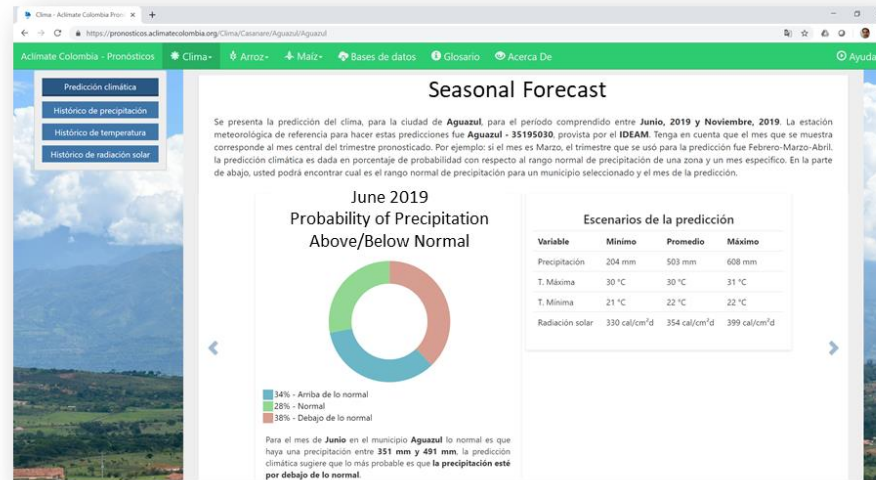 Clima - Aclimate Colombia Pron
https://pronosticos.aclimatecolombia.org/Clima/Casanare/Aguazul/Aguazul
Aclimate Colombia - Pronósticos Clima Arroz Maíz Bases de datos Glosario Acerca De Ayuda
Predicción climática
Histórico de precipitación
Histórico de temperatura
Histórico de radiación solar
Seasonal Forecast
Se presenta la predicción del clima, para la ciudad de Aguazul, para el período comprendido entre Junio, 2019 y Noviembre, 2019. La estación
meteorológica de referencia para hacer estas predicciones fue Aguazul - 35195030, provista por el IDEAM. Tenga en cuenta que el mes que se muestra
corresponde al mes central del trimestre pronosticado. Por ejemplo: si el mes es Marzo, el trimestre que se usó para la predicción fue Febrero-Marzo-Abril.
la predicción climática es dada en porcentaje de probabilidad con respecto al rango normal de precipitación de una zona y un mes especifico. En la parte
de abajo, usted podrá encontrar cual es el rango normal de precipitación para un municipio seleccionado y el mes de la predicción.
June 2019
Probability of Precipitation
Above/Below Normal
34% - Arriba de lo normal
28% - Normal
38% - Debajo de lo normal
Para el mes de Junio en el municipio Aguazul lo normal es que
haya una precipitación entre 351 mm y 491 mm, la predicción
climática sugiere que lo más probable es que la precipitación esté
por debajo de lo normal.
Escenarios de la predicción
Variable Mínimo Promedio Máximo
Precipitación 204 mm 503 mm 608 mm
T. Máxima 30 °C 30 °C 31 °C
T. Mínima 21 °C 22 °C 22 °C
Radiación solar 330 cal/cm²d 354 cal/cm²d 399 cal/cm²d